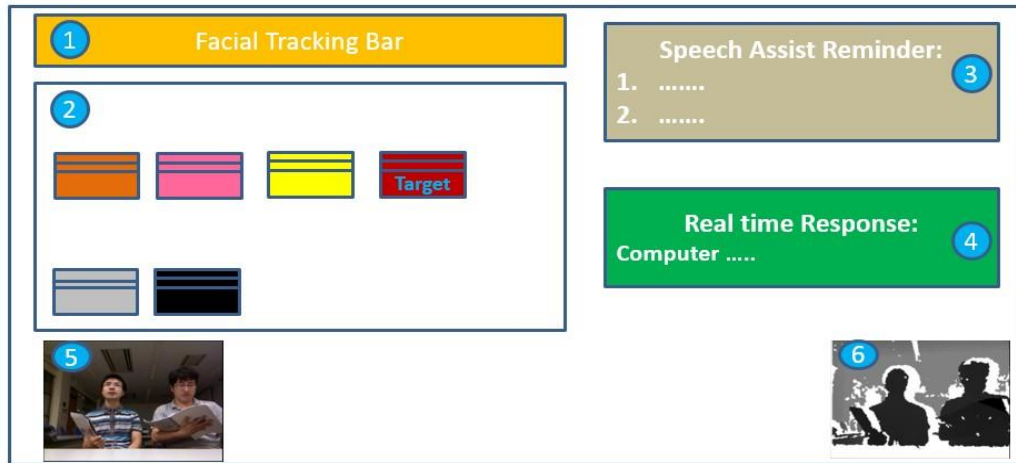 1 Facial Tracking Bar
2
Target
Speech Assist Reminder:
3
1. .......
2. .......
Real time Response:
4
Computer .....
5
6